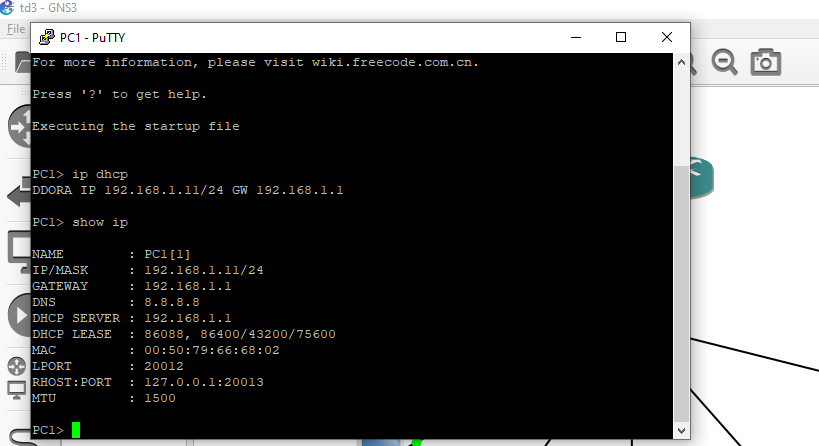 td3 - GNS3
File
PC1 - PuTTY
For more information, please visit wiki.freecode.com.cn.
Press '?' to get help.
Executing the startup file
PC1> ip dhcp
DDORA IP 192.168.1.11/24 GW 192.168.1.1
PC1> show ip
NAME        : PC1[1]
IP/MASK     : 192.168.1.11/24
GATEWAY     : 192.168.1.1
DNS         : 8.8.8.8
DHCP SERVER : 192.168.1.1
DHCP LEASE  : 86088, 86400/43200/75600
MAC         : 00:50:79:66:68:02
LPORT       : 20012
RHOST:PORT  : 127.0.0.1:20013
MTU         : 1500
PC1>